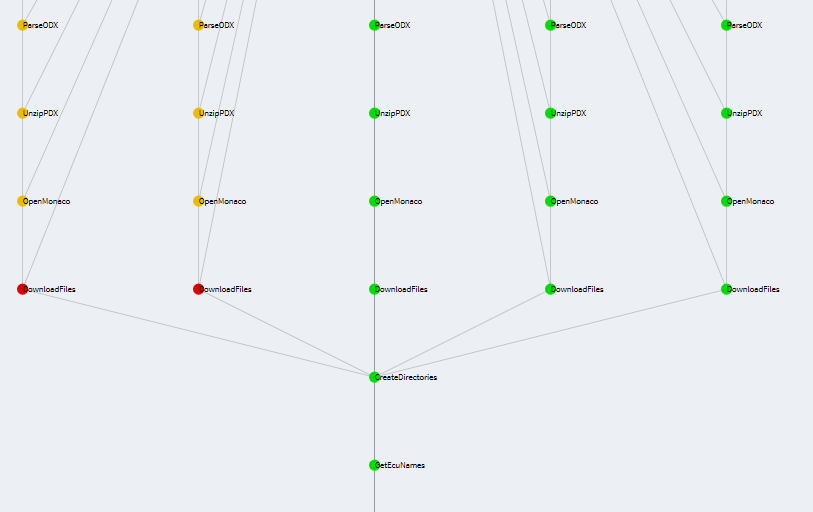 ParseODX ParseODX ParseODX ParseODX ParseODX
UnzipPDX UnzipPDX UnzipPDX UnzipPDX UnzipPDX
OpenMonaco OpenMonaco OpenMonaco OpenMonaco OpenMonaco
DownloadFiles DownloadFiles DownloadFiles DownloadFiles DownloadFiles
CreateDirectories
GetEcuNames